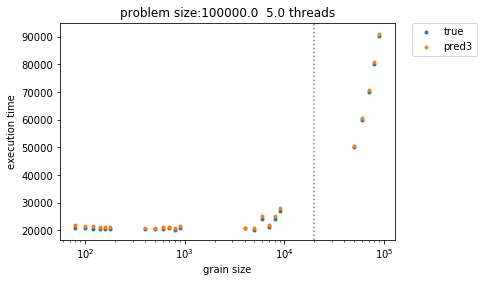 problem size:100000.0  5.0 threads
true
pred3
90000
80000
70000
60000
50000
40000
30000
20000
execution time
10² 10³ 10⁴ 10⁵
grain size